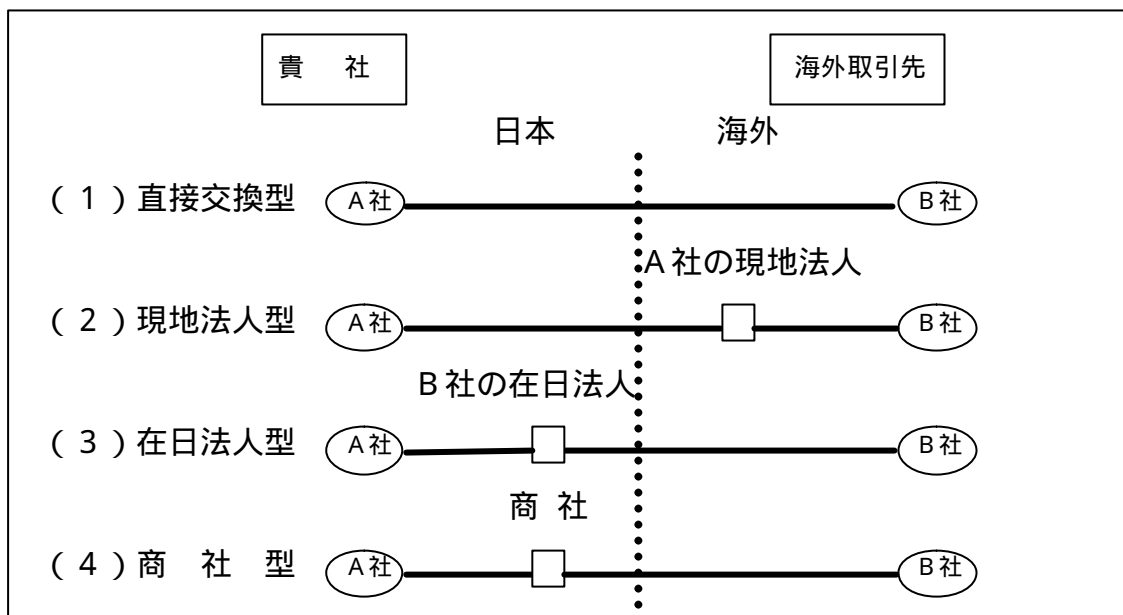 貴　社　海外取引先
日本　海外
（1）直接交換型　A社　B社
A社の現地法人
（2）現地法人型　A社　B社
B社の在日法人
（3）在日法人型　A社　B社
商 社
（4）商　社　型　A社　B社